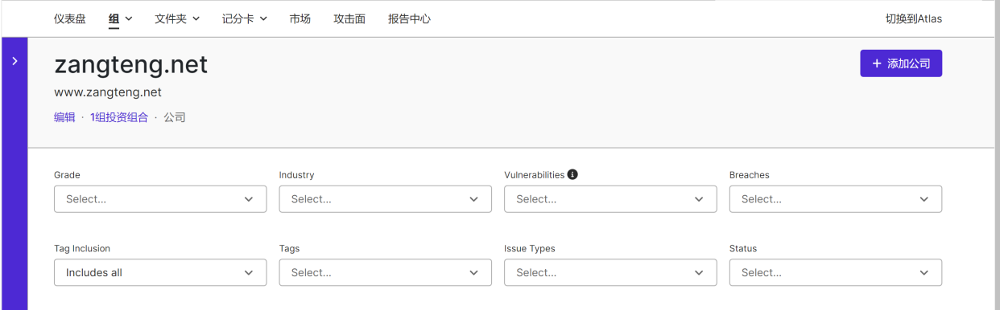 仪表盘 组 文件夹 记分卡 市场 攻击面 报告中心 切换到Atlas
zangteng.net
+ 添加公司
www.zangteng.net
编辑 · 1组投资组合 · 公司
Grade Industry Vulnerabilities Breaches
Select... Select... Select... Select...
Tag Inclusion Tags Issue Types Status
Includes all Select... Select... Select...